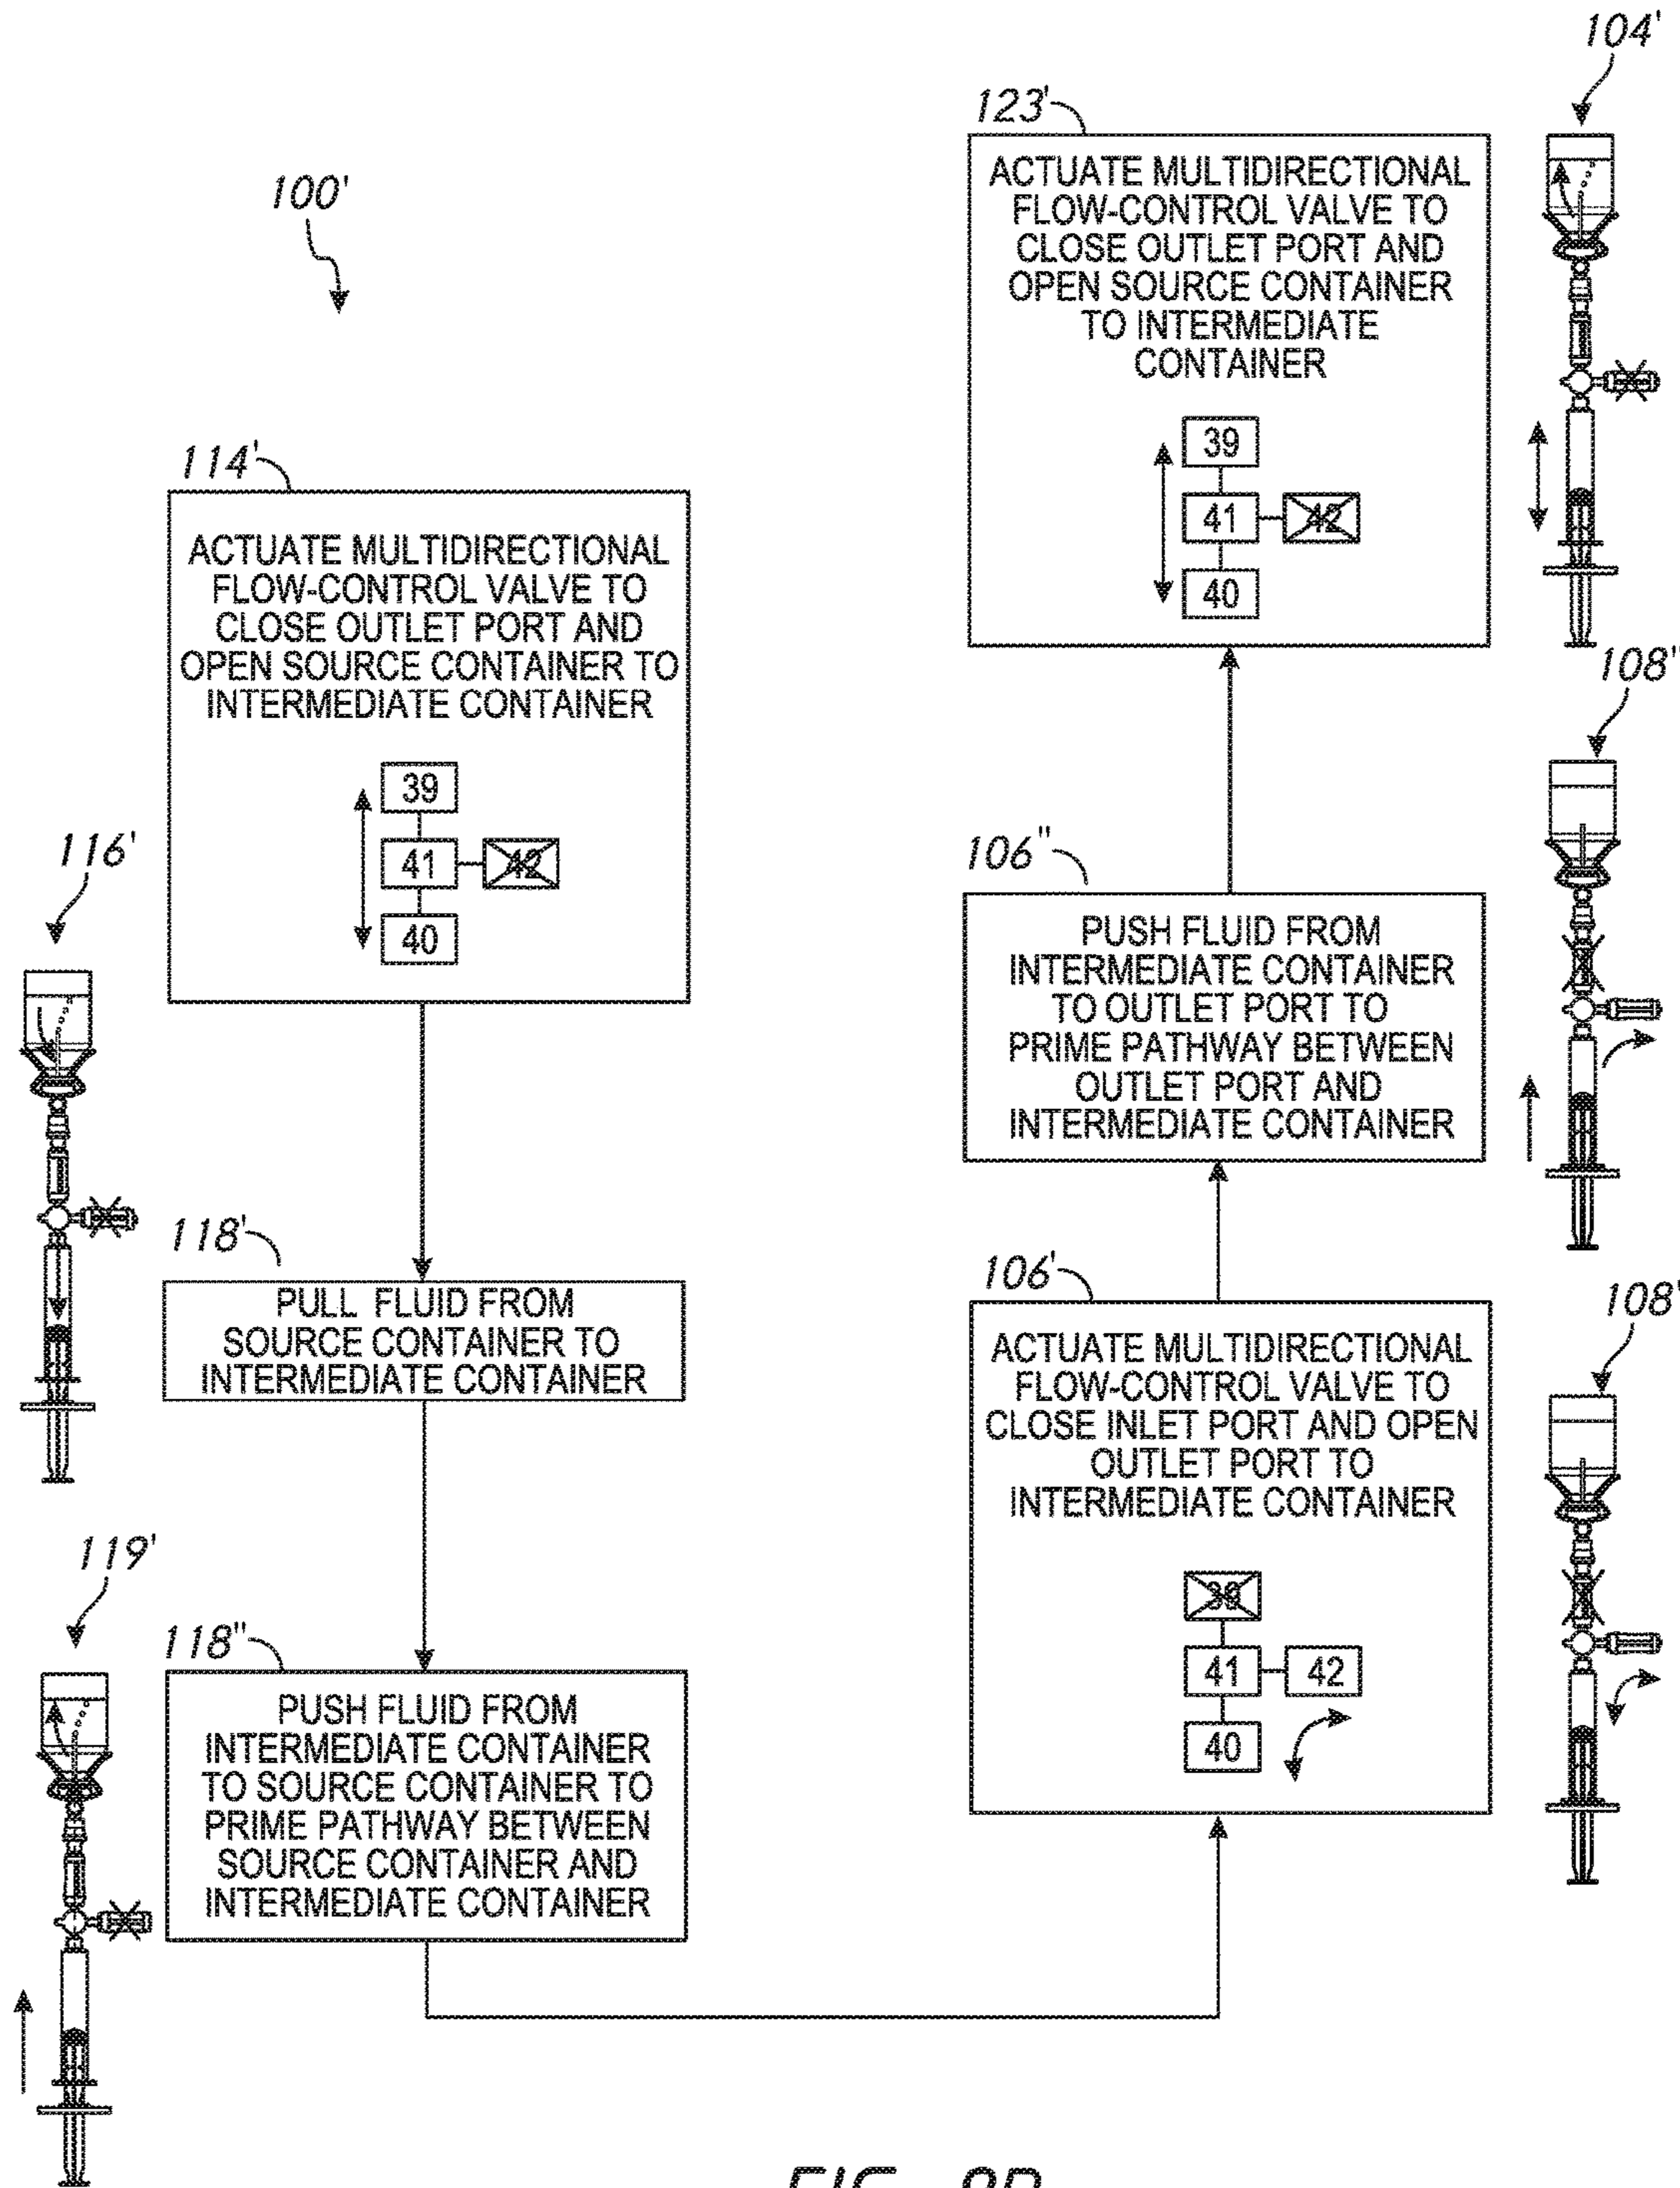 100'
114'
ACTUATE MULTIDIRECTIONAL
FLOW-CONTROL VALVE TO
CLOSE OUTLET PORT AND
OPEN SOURCE CONTAINER TO
INTERMEDIATE CONTAINER
39
41
42
40
116'
118'
PULL FLUID FROM
SOURCE CONTAINER TO
INTERMEDIATE CONTAINER
119'
118"
PUSH FLUID FROM
INTERMEDIATE CONTAINER
TO SOURCE CONTAINER TO
PRIME PATHWAY BETWEEN
SOURCE CONTAINER AND
INTERMEDIATE CONTAINER
106'
ACTUATE MULTIDIRECTIONAL
FLOW-CONTROL VALVE TO
CLOSE INLET PORT AND OPEN
OUTLET PORT TO
INTERMEDIATE CONTAINER
39
41
42
40
108'
106"
PUSH FLUID FROM
INTERMEDIATE CONTAINER
TO OUTLET PORT TO
PRIME PATHWAY BETWEEN
OUTLET PORT AND
INTERMEDIATE CONTAINER
108"
123'
ACTUATE MULTIDIRECTIONAL
FLOW-CONTROL VALVE TO
CLOSE OUTLET PORT AND
OPEN SOURCE CONTAINER
TO INTERMEDIATE
CONTAINER
39
41
42
40
104'